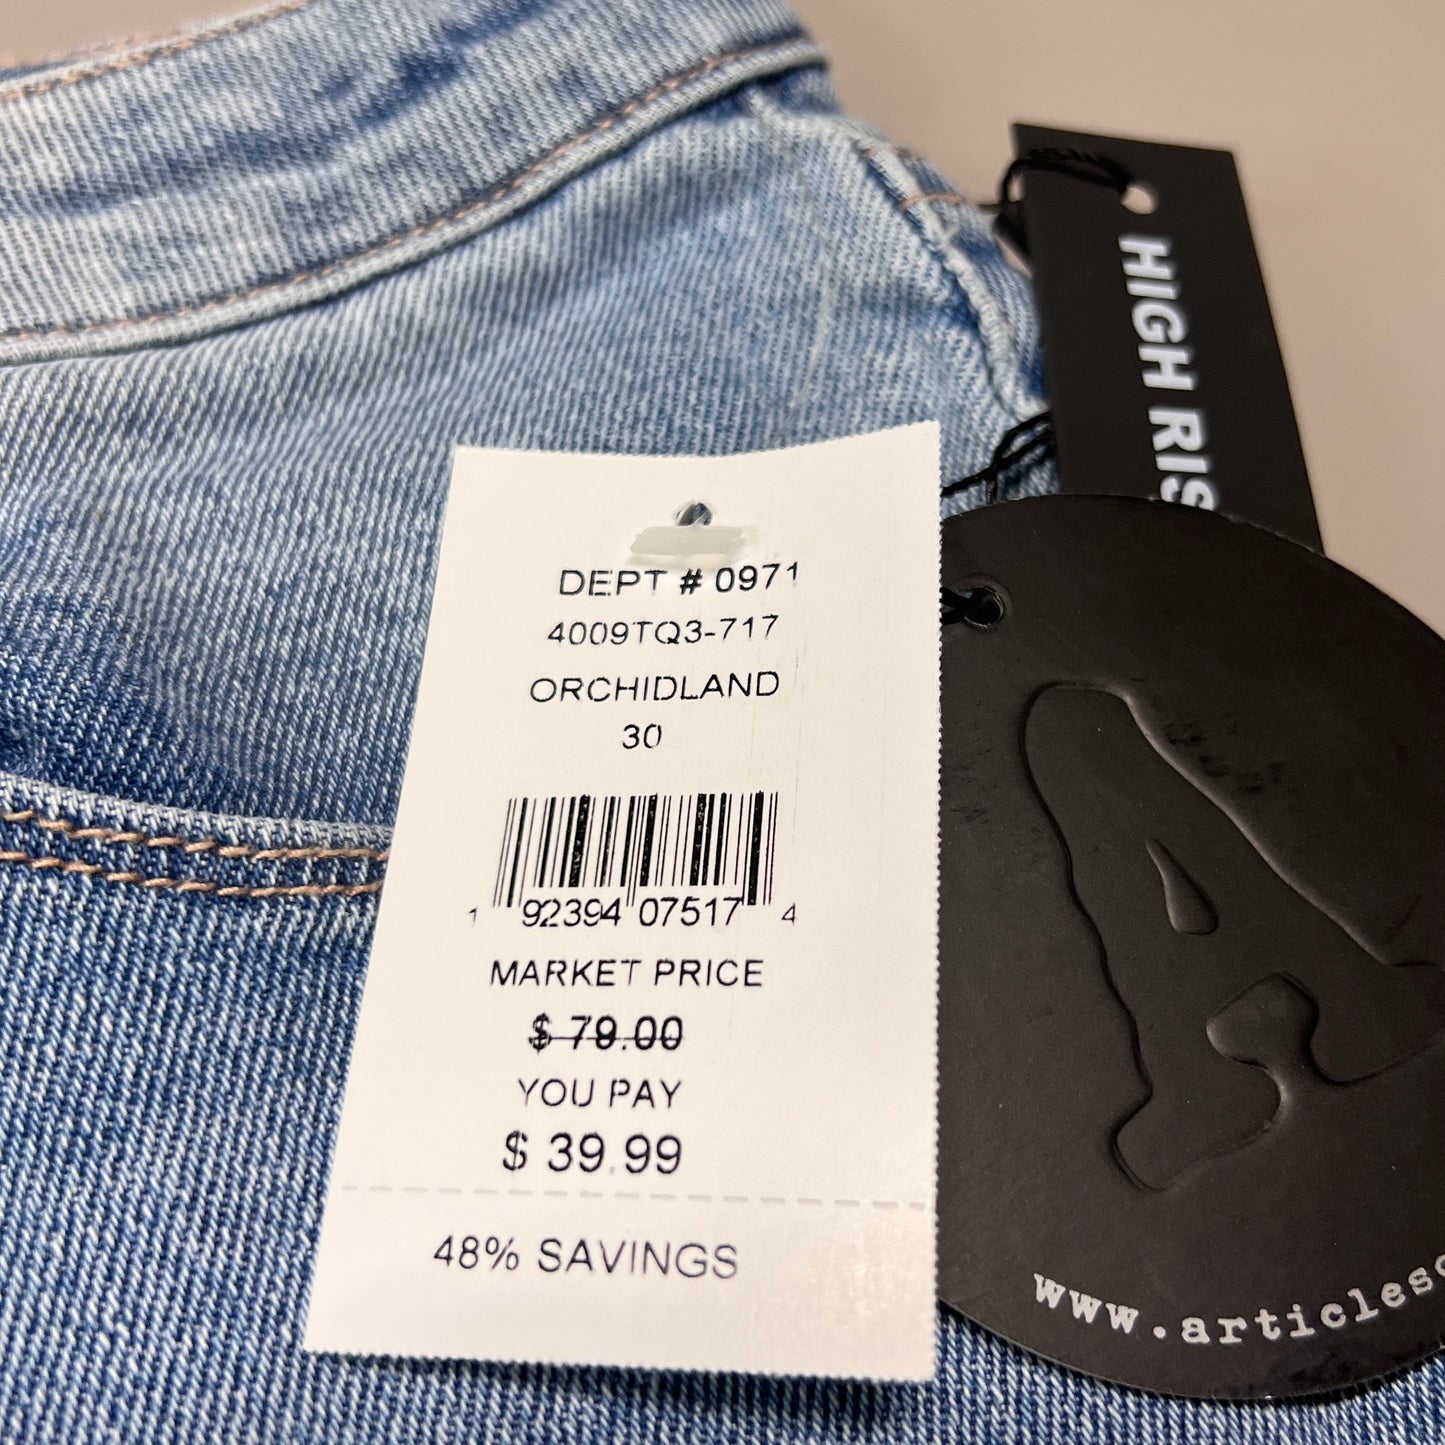 HIGH RIS
DEPT # 0971
4009TQ3-717
ORCHIDLAND
30
1 92394 07517 4
MARKET PRICE
$ 79.00
YOU PAY
$ 39.99
48% SAVINGS
A
www.articleso